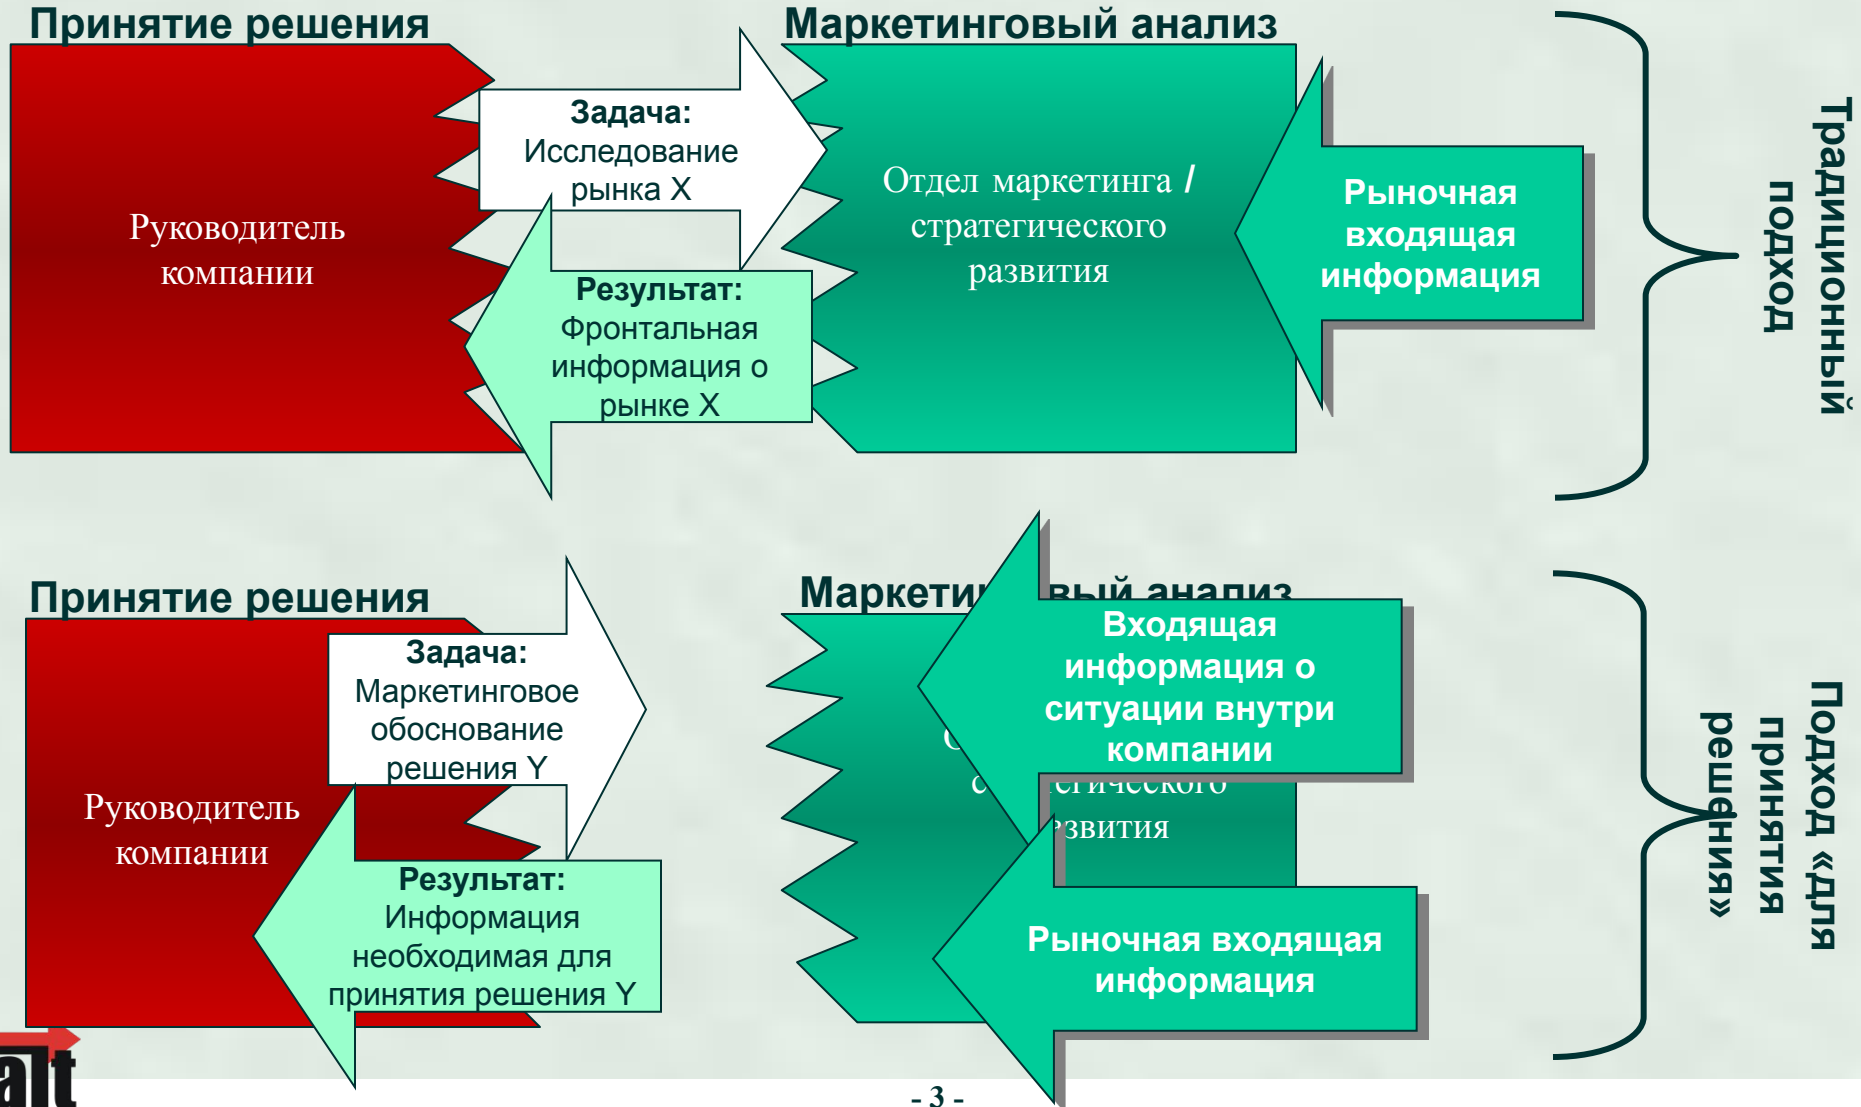 Принятие решения
Маркетинговый анализ
Руководитель
компании
Задача:
Исследование
рынка X
Результат:
Фронтальная
информация о
рынке X
Отдел маркетинга /
стратегического
развития
Рыночная
входящая
информация
Традиционный
подход
Принятие решения
анализ
Руководитель
компании
Задача:
Маркетинговое
обоснование
решения Y
Результат:
Информация
необходимая для
принятия решения Y
Входящая
информация о
ситуации внутри
компании
Рыночная входящая
информация
Подход «для
принятия
решения»
alt
- 3 -